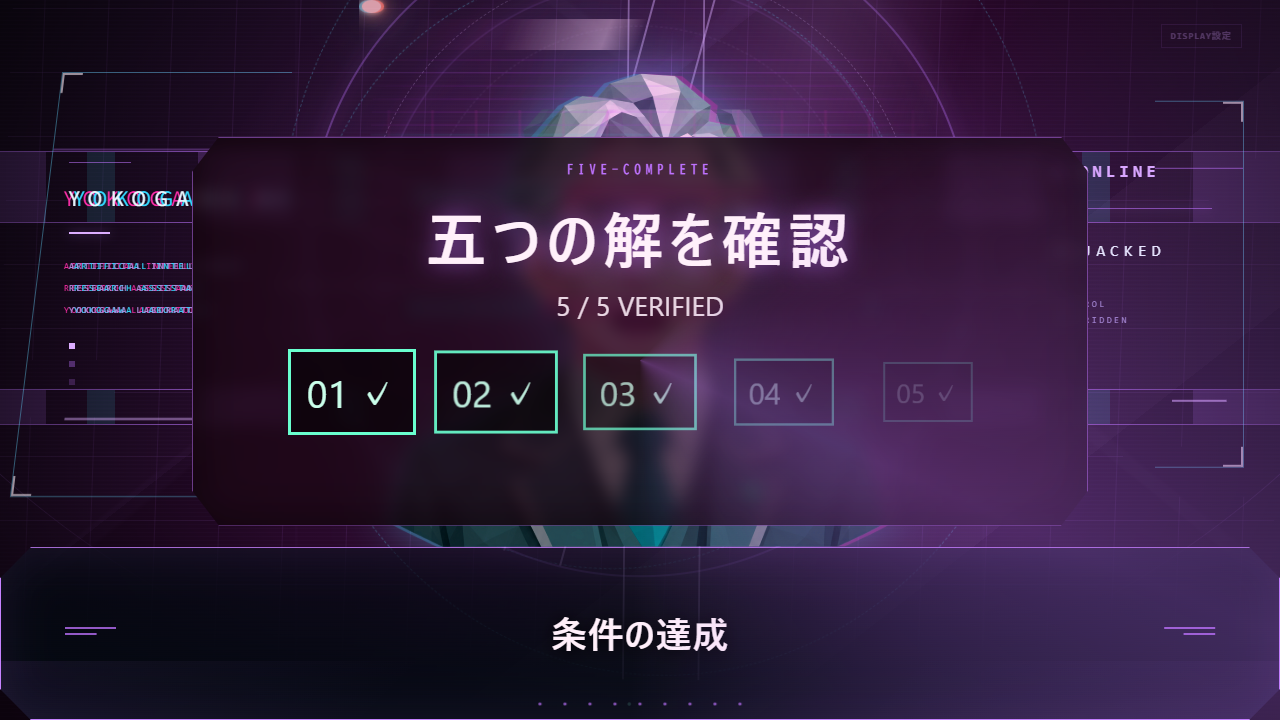 DISPLAY設定
FIVE-COMPLETE
五つの解を確認
5 / 5 VERIFIED
01 ✓
02 ✓
03 ✓
04 ✓
05 ✓
YOKOGA
ONLINE
JACKED
条件の達成